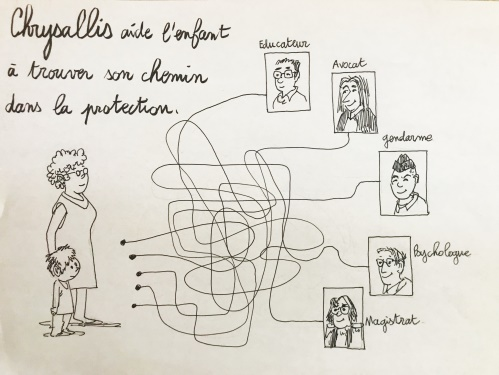 Chrysallis aide l'enfant
à trouver son chemin
dans la protection.
Educateur
Avocat
gendarme
Psychologue
Magistrat.